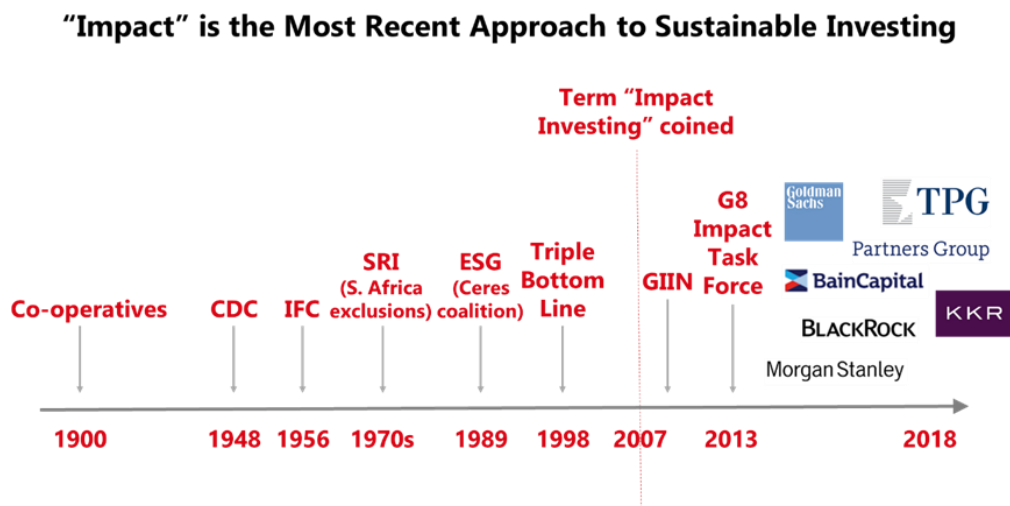 “Impact” is the Most Recent Approach to Sustainable Investing
Term “Impact
Investing” coined
Co-operatives
CDC
IFC
SRI
(S. Africa
exclusions)
ESG
(Ceres
coalition)
Triple
Bottom
Line
GIIN
G8
Impact
Task
Force
Goldman
Sachs
TPG
Partners Group
BainCapital
KKR
BLACKROCK
Morgan Stanley
1900
1948
1956
1970s
1989
1998
2007
2013
2018